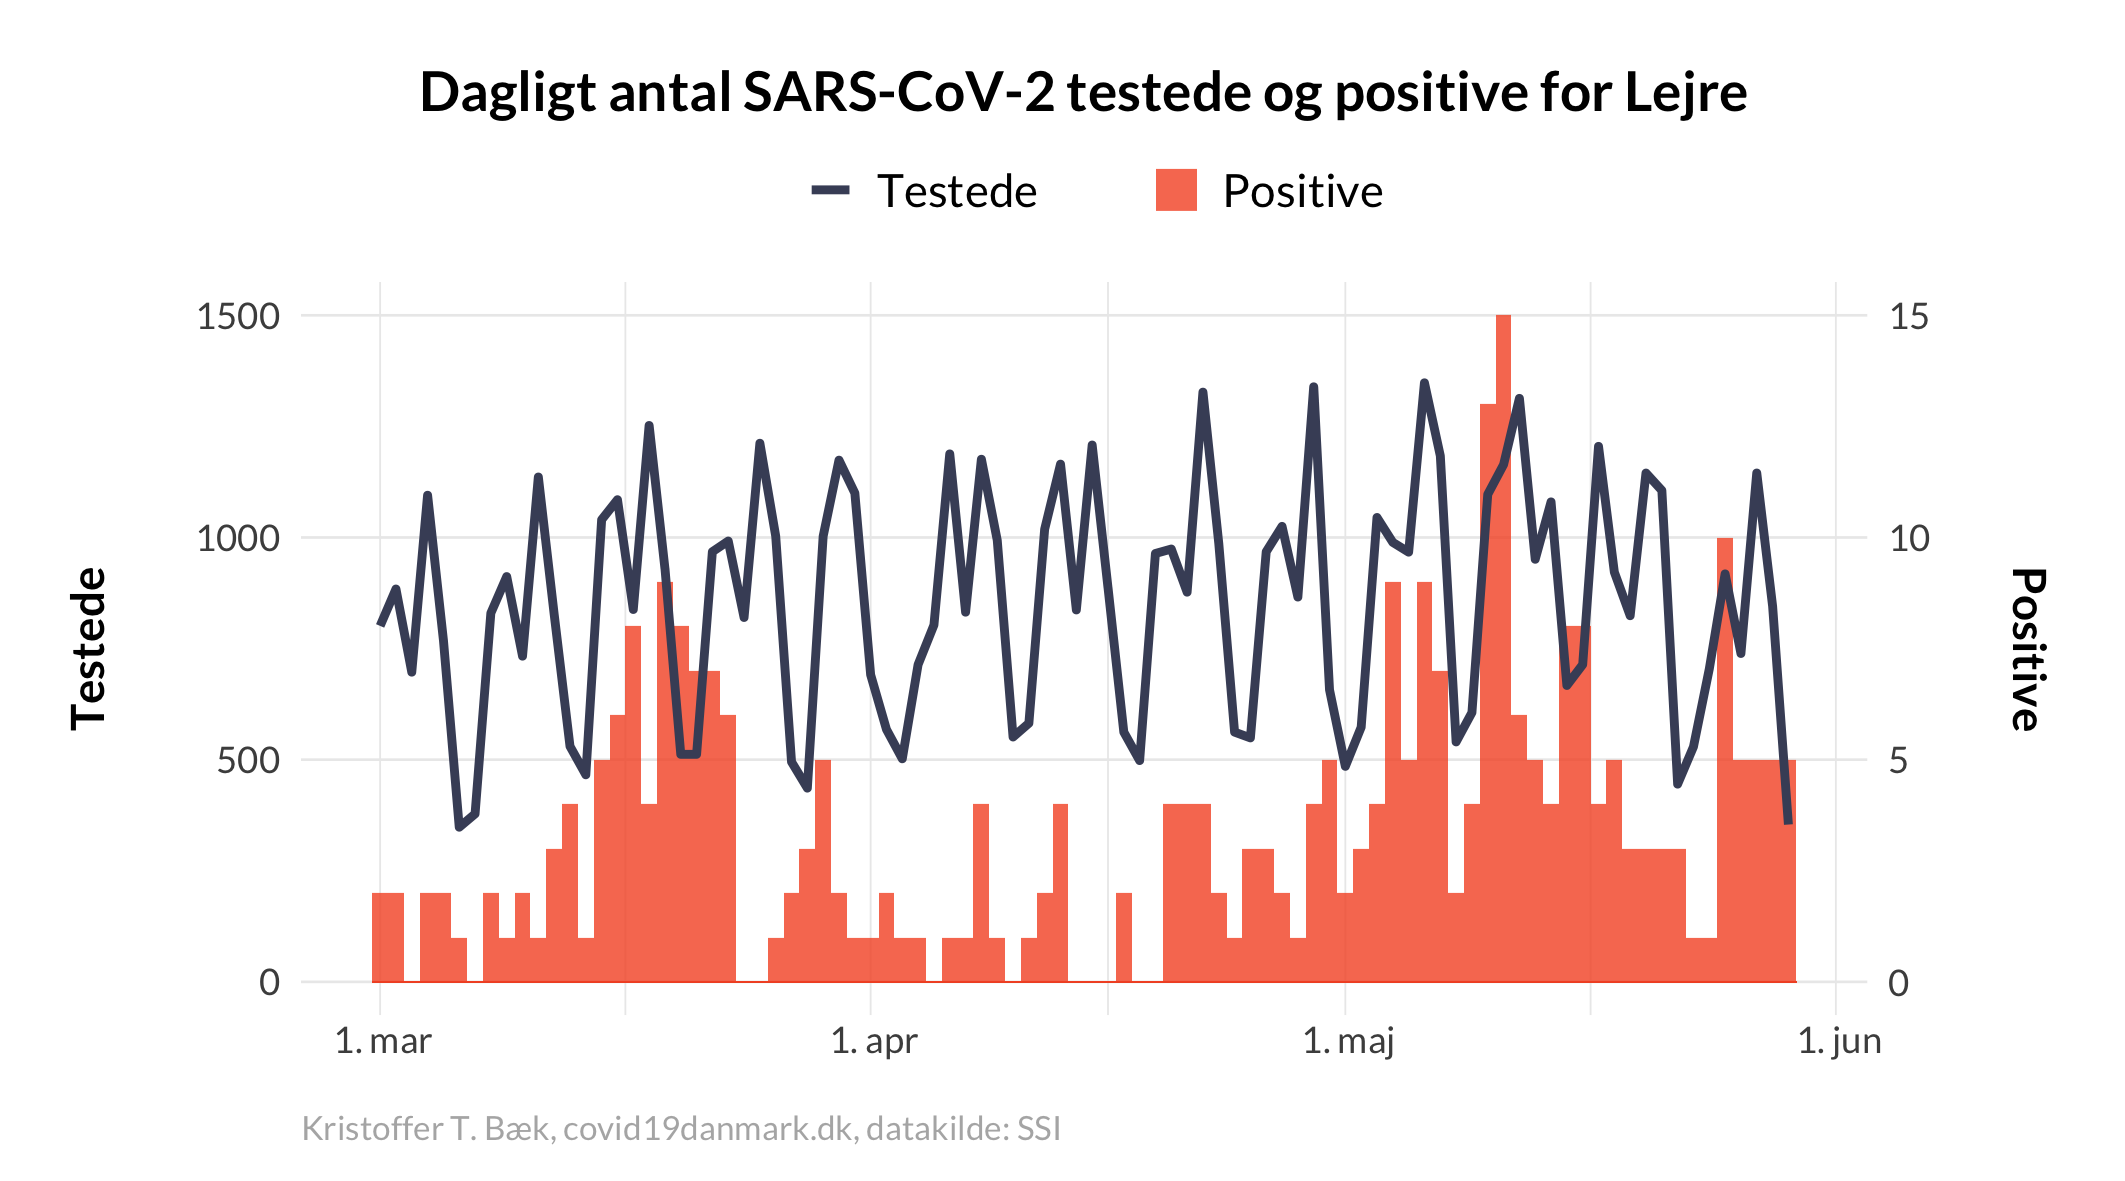 Dagligt antal SARS-CoV-2 testede og positive for Lejre
Testede Positive
1500 15
1000 10
500 5
0 0
Testede
Positive
1. mar 1. apr 1. maj 1. jun
Kristoffer T. Bæk, covid19danmark.dk, datakilde: SSI